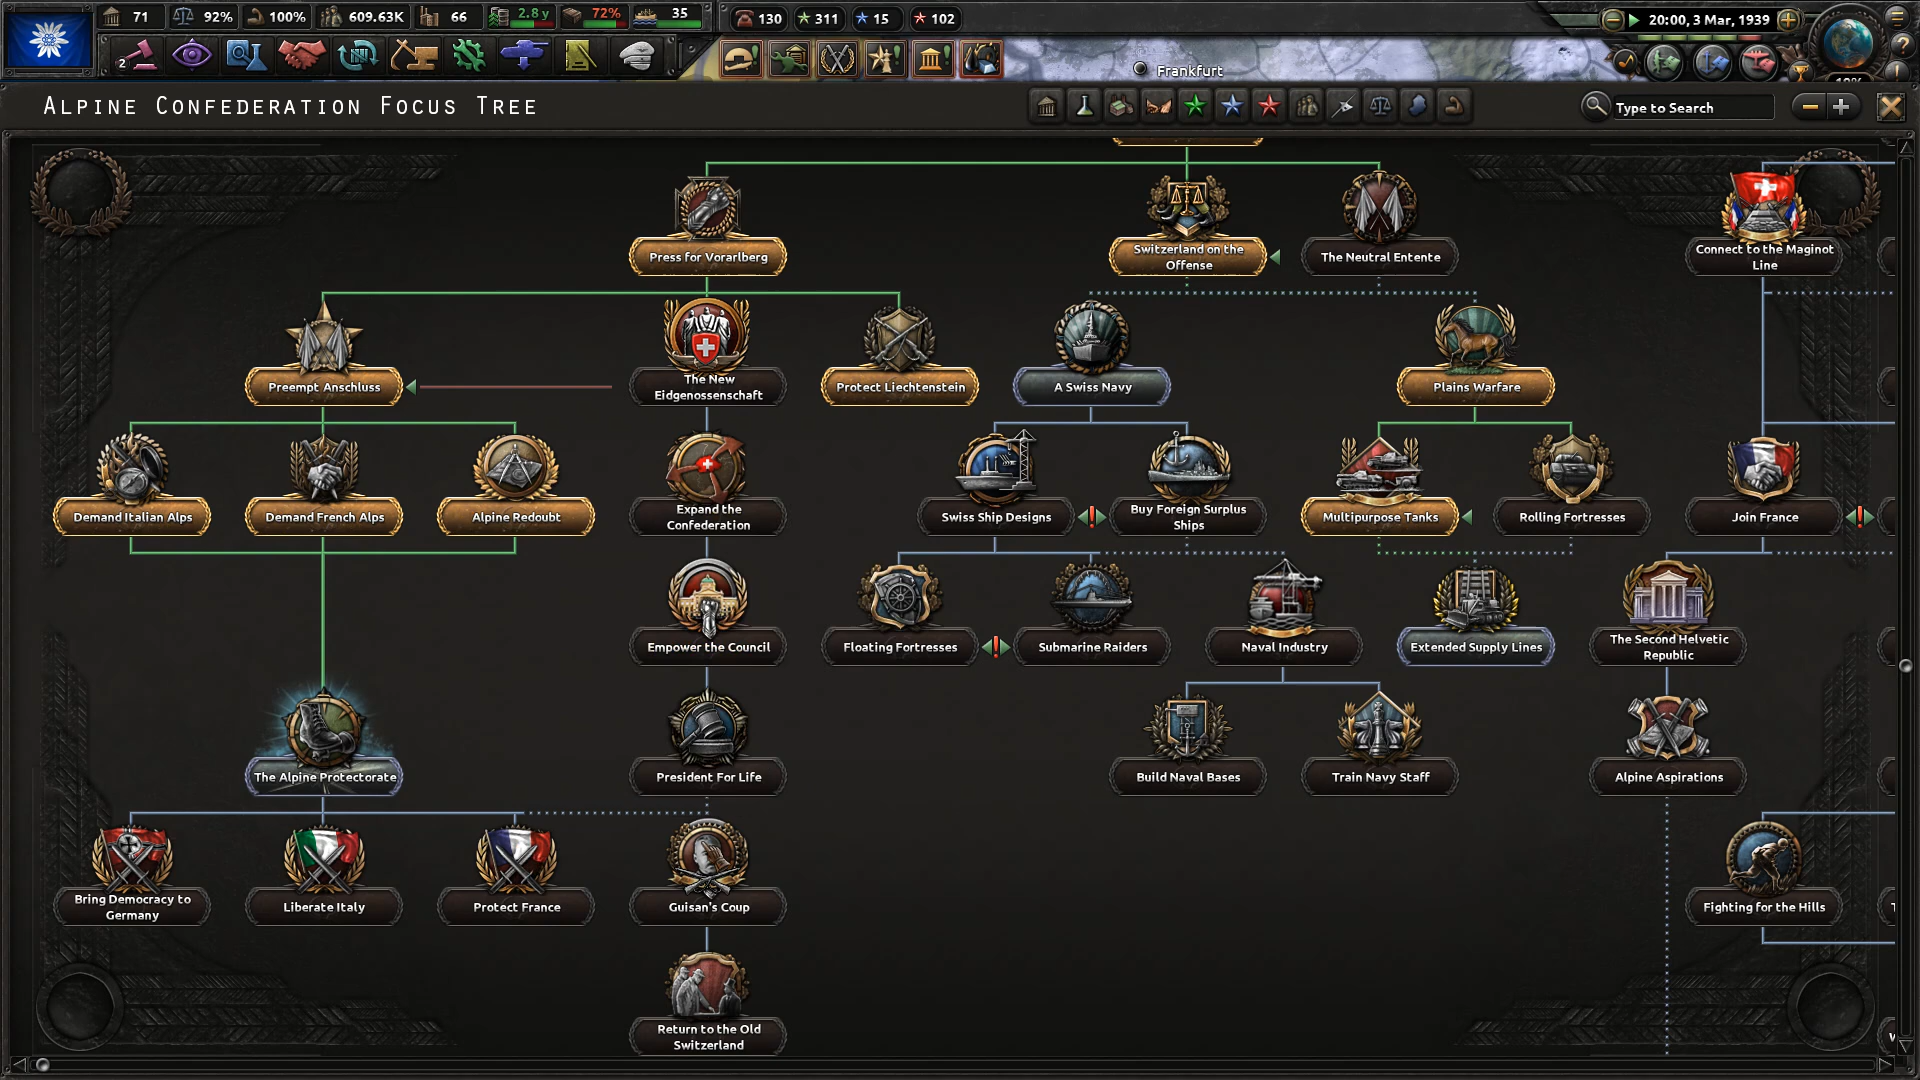 71
92%
100%
609.63K
66
2.8 y
72%
35
130
311
15
102
20:00, 3 Mar, 1939
2
Frankfurt
Alpine Confederation Focus Tree
Type to Search
Press for Vorarlberg
Switzerland on the
Offense
The Neutral Entente
Connect to the Maginot
Line
Preempt Anschluss
The New
Eidgenossenschaft
Protect Liechtenstein
A Swiss Navy
Plains Warfare
Demand Italian Alps
Demand French Alps
Alpine Redoubt
Expand the
Confederation
Swiss Ship Designs
Buy Foreign Surplus
Ships
Multipurpose Tanks
Rolling Fortresses
Join France
Empower the Council
Floating Fortresses
Submarine Raiders
Naval Industry
Extended Supply Lines
The Second Helvetic
Republic
The Alpine Protectorate
President For Life
Build Naval Bases
Train Navy Staff
Alpine Aspirations
Bring Democracy to
Germany
Liberate Italy
Protect France
Guisan's Coup
Fighting for the Hills
Return to the Old
Switzerland